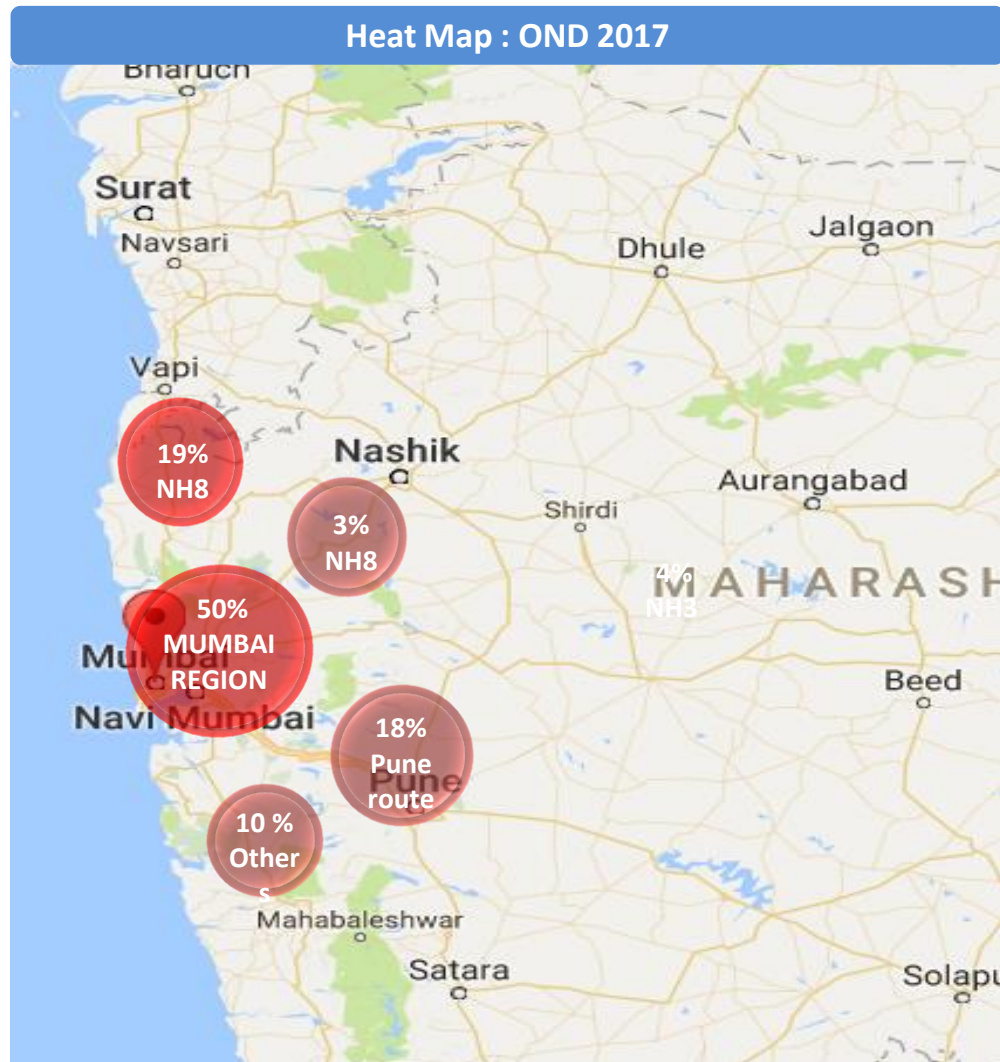 Heat Map : OND 2017
Bharuch
Surat
Navsari
Dhule
Jalgaon
Vapi
19%
NH8
Nashik
Aurangabad
Shirdi
3%
NH8
4%
NH3
MAHARASH
50%
MUMBAI
REGION
Mumbai
Navi Mumbai
Beed
18%
Pune
route
Pune
10 %
Other
s
Mahabaleshwar
Satara
Solapu